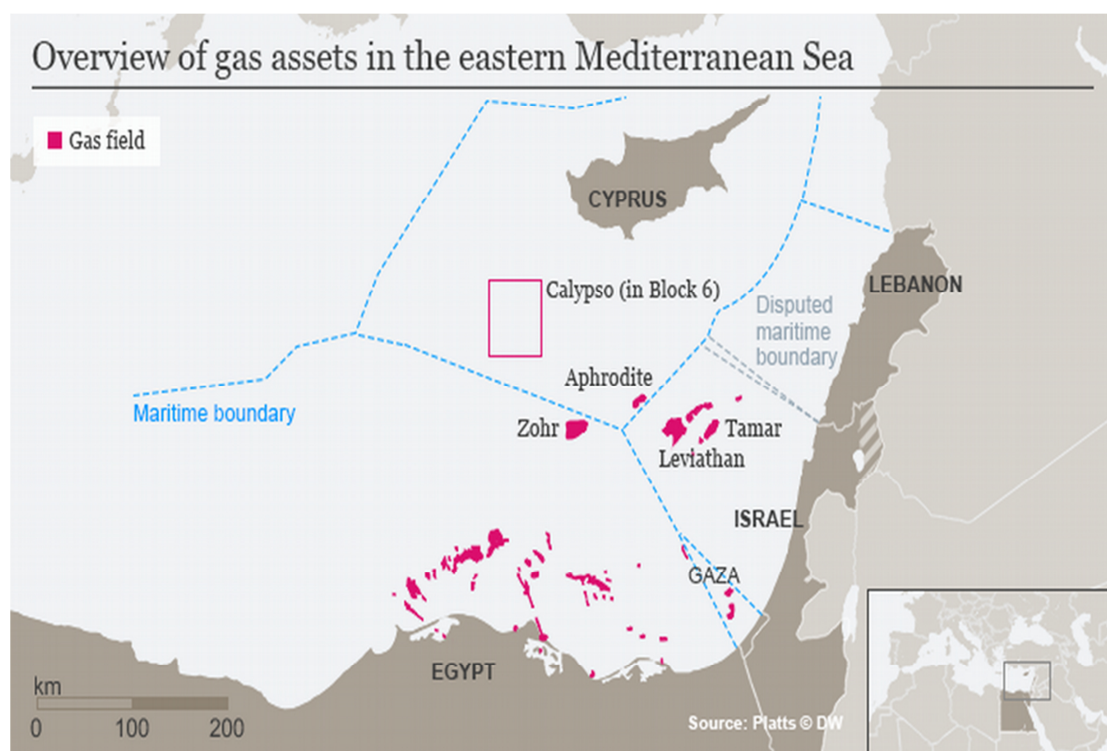 Overview of gas assets in the eastern Mediterranean Sea
Gas field
CYPRUS
LEBANON
Calypso (in Block 6)
Disputed
maritime
boundary
Aphrodite
Maritime boundary
Zohr
Tamar
Leviathan
ISRAEL
GAZA
EGYPT
km
0 100 200
Source: Platts © DW